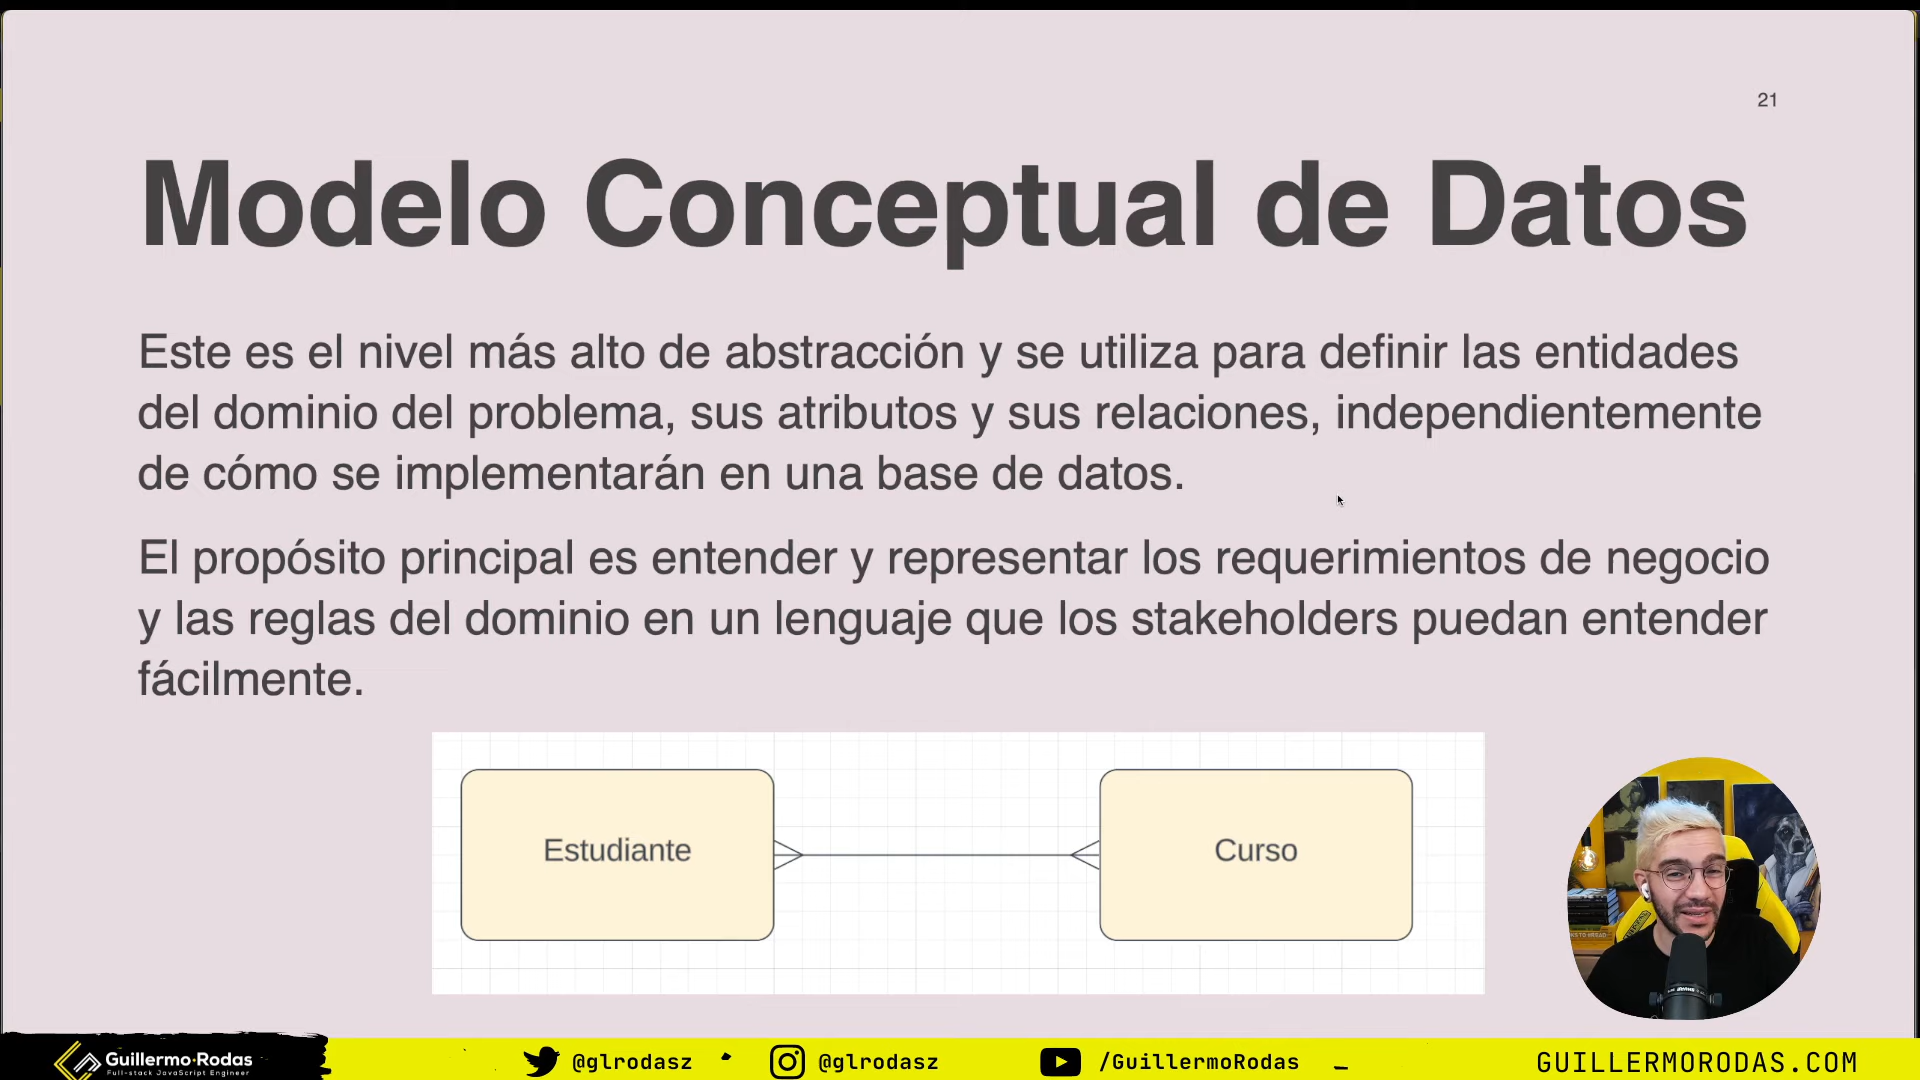 21
Modelo Conceptual de Datos
Este es el nivel más alto de abstracción y se utiliza para definir las entidades
del dominio del problema, sus atributos y sus relaciones, independientemente
de cómo se implementarán en una base de datos.
El propósito principal es entender y representar los requerimientos de negocio
y las reglas del dominio en un lenguaje que los stakeholders puedan entender
fácilmente.
Estudiante
Curso
Guillermo Rodas
Full-stack JavaScript Engineer
@glrodasz
@glrodasz
/GuillermoRodas
GUILLERMORODAS.COM